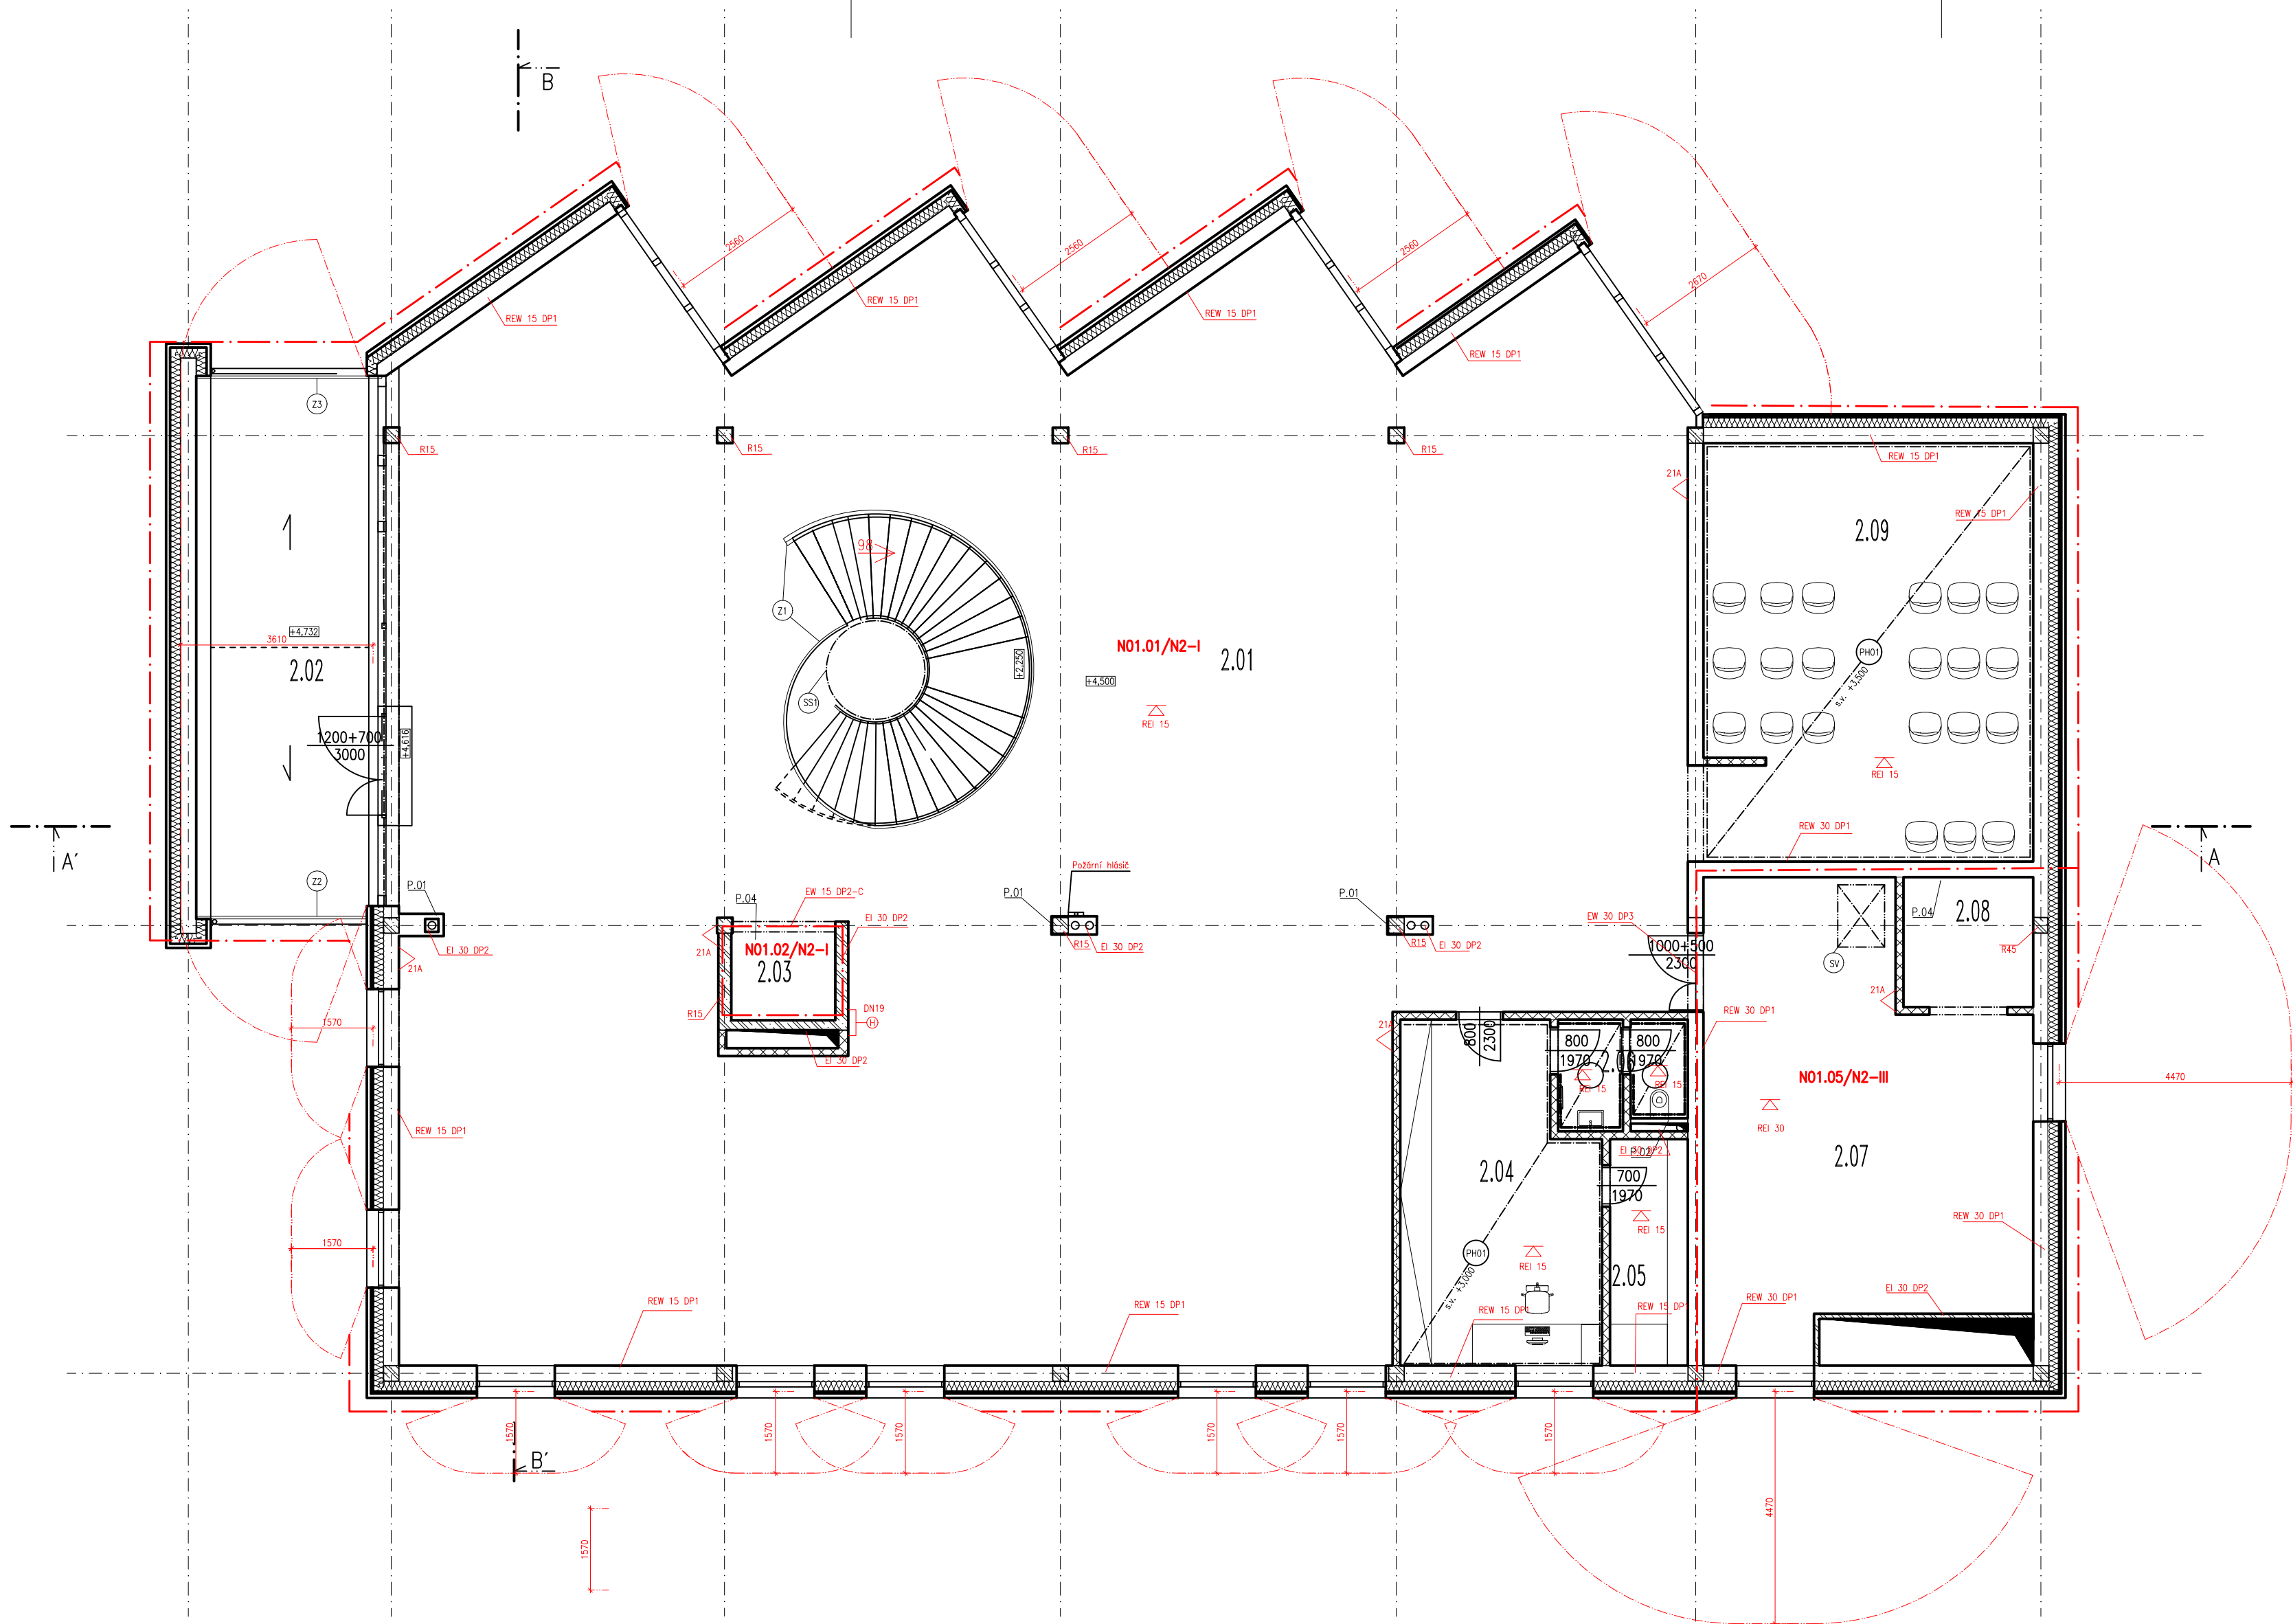 B
2560
2560
2560
2670
REW 15 DP1
REW 15 DP1
REW 15 DP1
REW 15 DP1
Z3
R15
R15
R15
R15
REW 15 DP1
21A
REW 15 DP1
2.09
98
Z1
N01.01/N2-I
2.01
+4,732
3610
2.02
+2,250
+4,500
SS1
PH01
s.v. +3,500
REI 15
1200+700
3000
+4,616
REI 15
REW 30 DP1
A´
A
Požární hlásič
Z2
P.01
P.04
EW 15 DP2-C
P.01
P.01
EI 30 DP2
EW 30 DP3
P.04
2.08
21A
N01.02/N2-I
2.03
EI 30 DP2
21A
R15
EI 30 DP2
R15
EI 30 DP2
1000+500
2300
R45
SV
21A
R15
DN19
H
1570
EI 30 DP2
21A
800
2300
800
1970
800
970
REI 15
REI 15
REW 30 DP1
N01.05/N2-III
4470
REW 15 DP1
REI 30
EI 30 DP2
P.02
2.04
700
1970
2.07
REI 15
REW 30 DP1
1570
PH01
s.v. +3,000
REI 15
2.05
EI 30 DP2
REW 15 DP1
REW 15 DP1
REW 15 DP1
REW 15 DP1
REW 30 DP1
1570
1570
1570
1570
1570
1570
B´
4470
1570